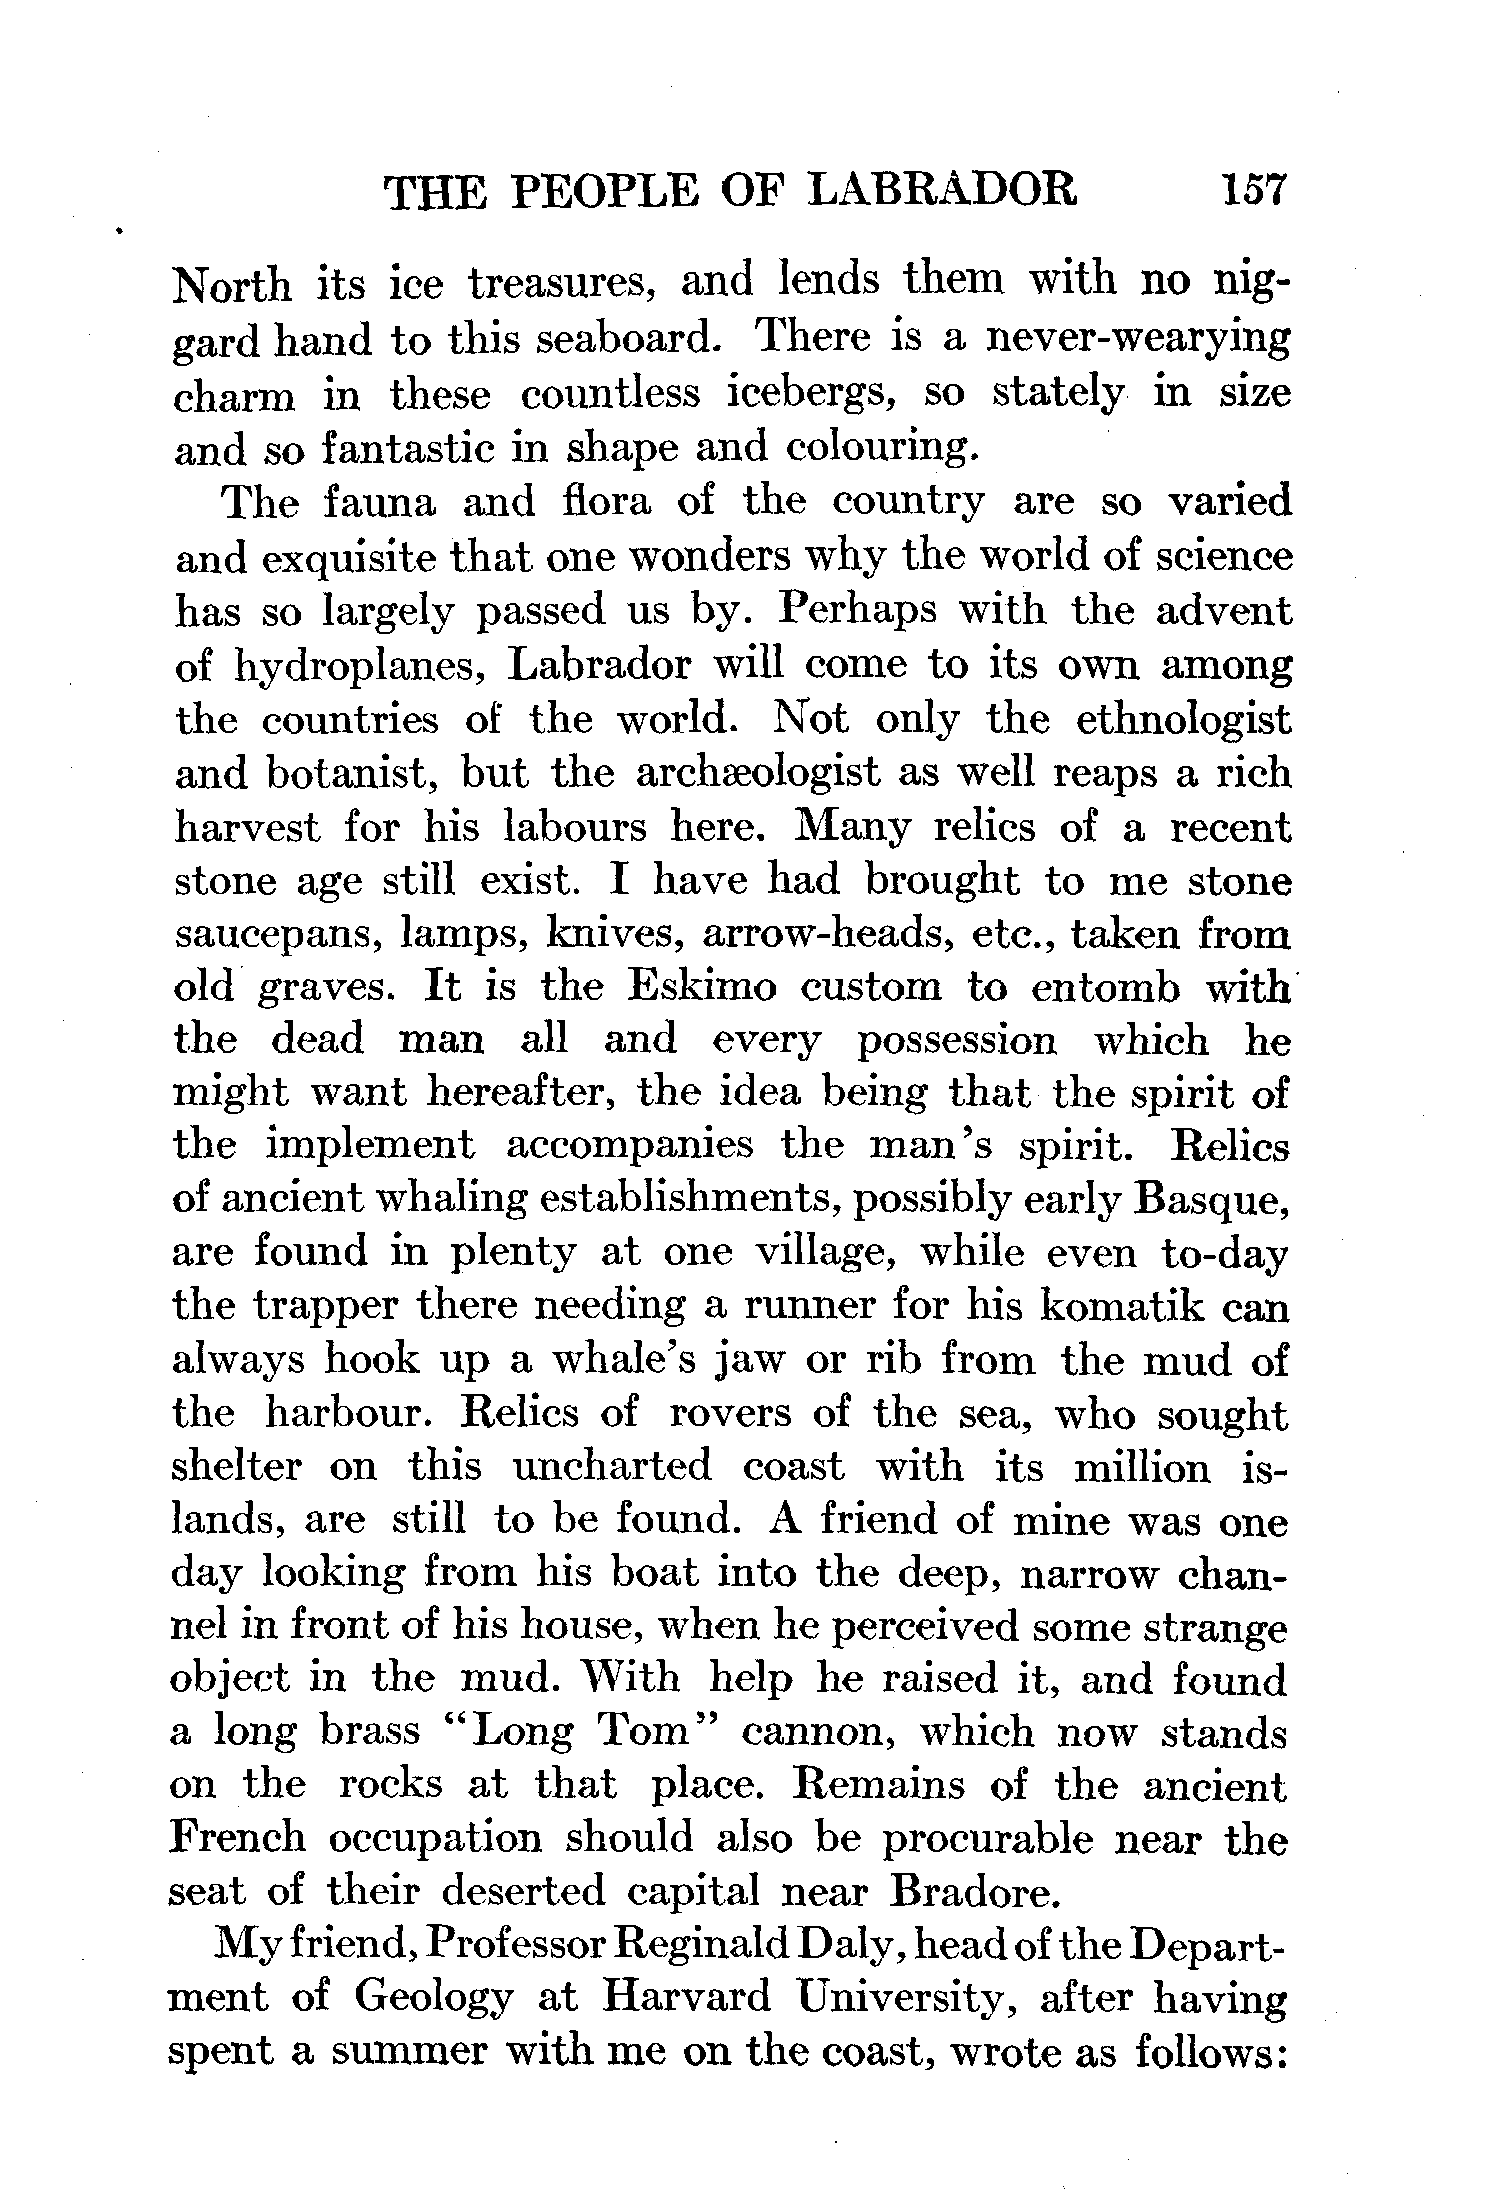 THE PEOPLE OF LABRADOR 157
North its ice treasures, and lends them with no nig-
gard hand to this seaboard. There is a never-wearying
charm in these countless icebergs, so stately in size
and so fantastic in shape and colouring.
The fauna and flora of the country are so varied
and exquisite that one wonders why the world of science
has so largely passed us by. Perhaps with the advent
of hydroplanes, Labrador will come to its own among
the countries of the world. Not only the ethnologist
and botanist, but the archæologist as well reaps a rich
harvest for his labours here. Many relics of a recent
stone age still exist. I have had brought to me stone
saucepans, lamps, knives, arrow-heads, etc., taken from
old graves. It is the Eskimo custom to entomb with
the dead man all and every possession which he
might want hereafter, the idea being that the spirit of
the implement accompanies the man's spirit. Relics
of ancient whaling establishments, possibly early Basque,
are found in plenty at one village, while even to-day
the trapper there needing a runner for his komatik can
always hook up a whale's jaw or rib from the mud of
the harbour. Relics of rovers of the sea, who sought
shelter on this uncharted coast with its million is-
lands, are still to be found. A friend of mine was one
day looking from his boat into the deep, narrow chan-
nel in front of his house, when he perceived some strange
object in the mud. With help he raised it, and found
a long brass "Long Tom" cannon, which now stands
on the rocks at that place. Remains of the ancient
French occupation should also be procurable near the
seat of their deserted capital near Bradore.
My friend, Professor Reginald Daly, head of the Depart-
ment of Geology at Harvard University, after having
spent a summer with me on the coast, wrote as follows: